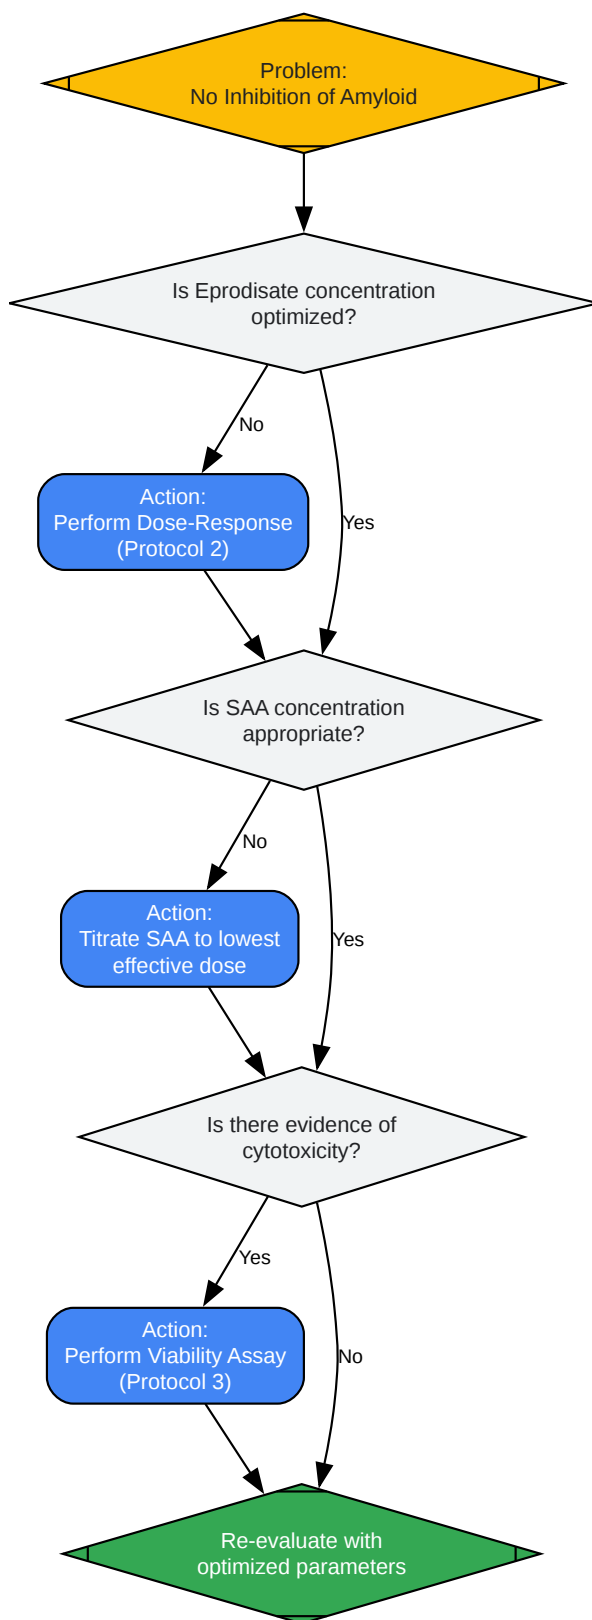 Problem:
No Inhibition of Amyloid
Is Eprodisate concentration
optimized?
No
Yes
Action:
Perform Dose-Response
(Protocol 2)
Is SAA concentration
appropriate?
No
Yes
Action:
Titrate SAA to lowest
effective dose
Is there evidence of
cytotoxicity?
Yes
No
Action:
Perform Viability Assay
(Protocol 3)
Re-evaluate with
optimized parameters